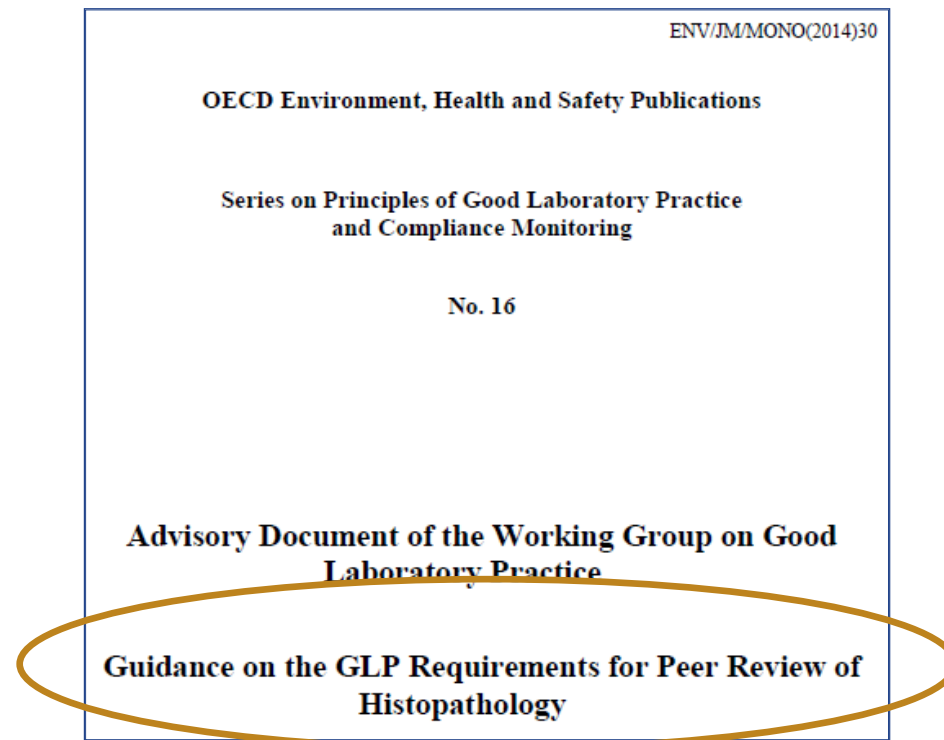 ENV/JM/MONO(2014)30
OECD Environment, Health and Safety Publications
Series on Principles of Good Laboratory Practice
and Compliance Monitoring
No. 16
Advisory Document of the Working Group on Good
Laboratory Practice
Guidance on the GLP Requirements for Peer Review of
Histopathology